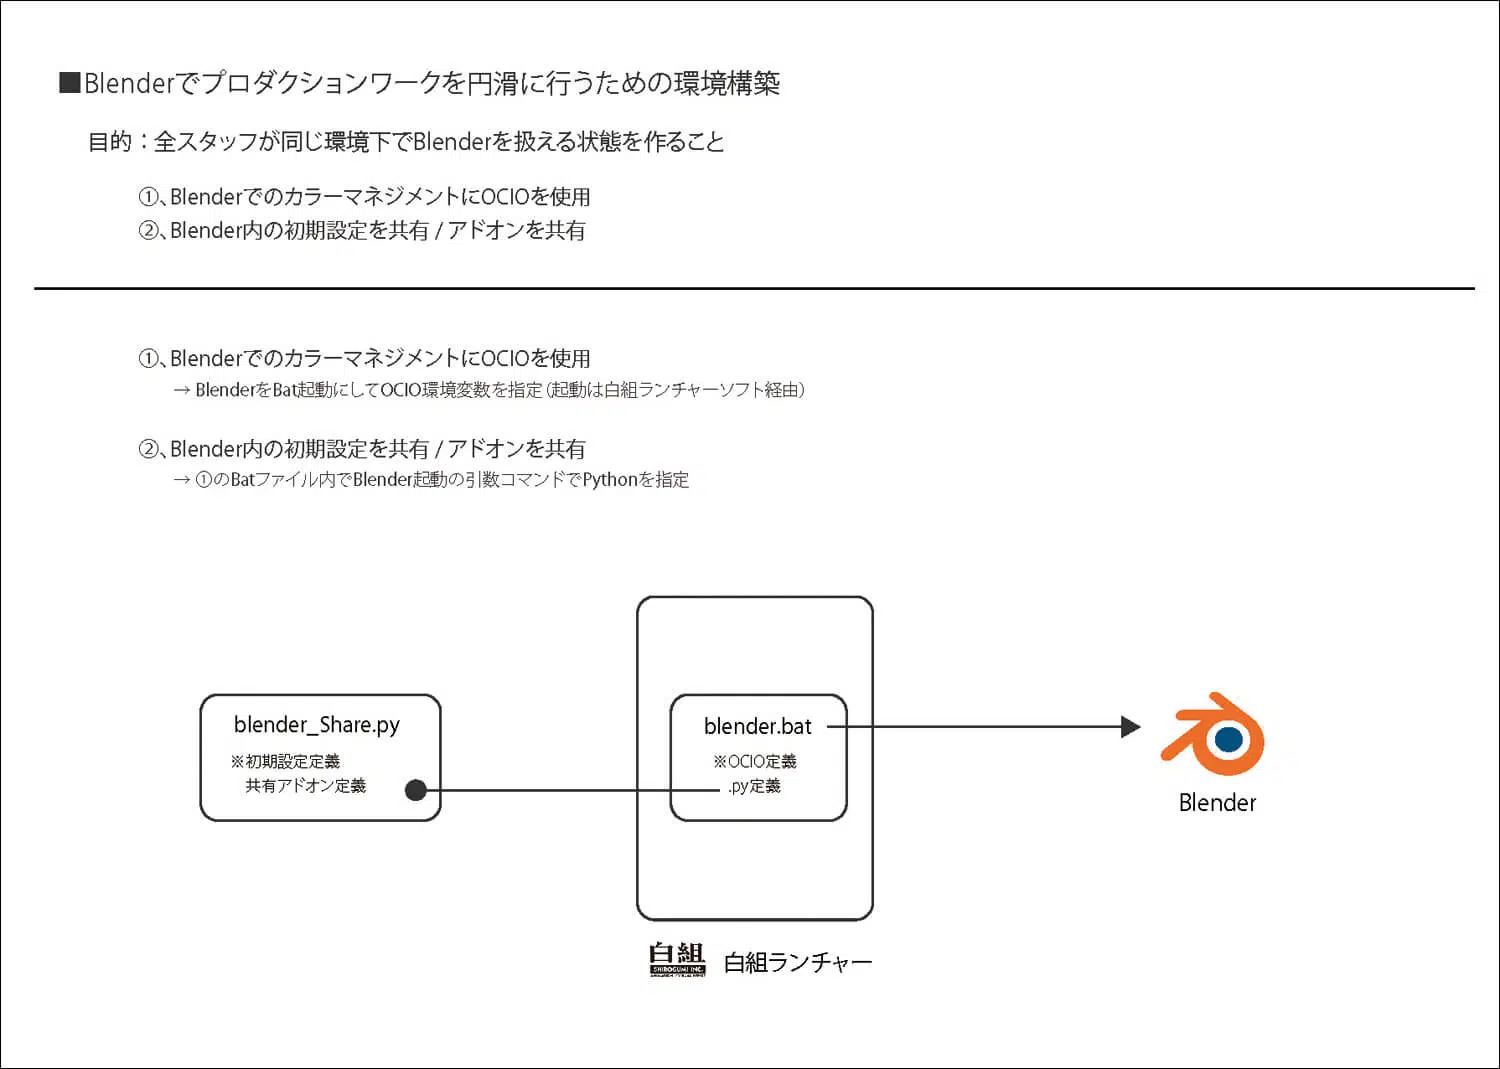 ■Blenderでプロダクションワークを円滑に行うための環境構築
目的：全スタッフが同じ環境下でBlenderを扱える状態を作ること
①、BlenderでのカラーマネジメントにOCIOを使用
②、Blender内の初期設定を共有 / アドオンを共有
①、BlenderでのカラーマネジメントにOCIOを使用
→ BlenderをBat起動にしてOCIO環境変数を指定（起動は白組ランチャーソフト経由）
②、Blender内の初期設定を共有 / アドオンを共有
→ ①のBatファイル内でBlender起動の引数コマンドでPythonを指定
blender_Share.py
※初期設定定義
共有アドオン定義
blender.bat
※OCIO定義
.py定義
Blender
白組
SHIROGUMI INC.
白組ランチャー